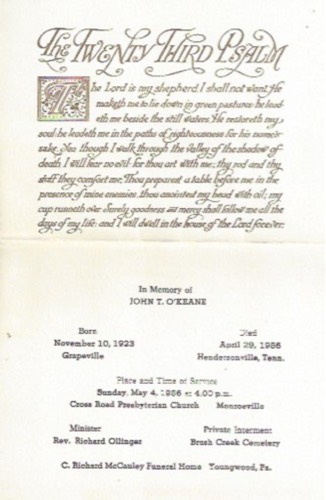 The Twenty Third Psalm
The Lord is my shepherd I shall not want. He
maketh me to lie down in green pastures: he lead-
eth me beside the still waters. He restoreth my
soul he leadeth me in the paths of righteousness for his name's
sake. Yea though I walk through the valley of the shadow of
death, I will fear no evil: for thou art with me; thy rod and thy
staff they comfort me. Thou preparest a table before me in the
presence of mine enemies: thou anointest my head with oil; my
cup runneth over. Surely goodness and mercy shall follow me all the
days of my life: and I will dwell in the house of the Lord forever.
In Memory of
JOHN T. O'KEANE
Born Died
November 10, 1923 April 29, 1986
Grapeville Hendersonville, Tenn.
Place and Time of Service
Sunday, May 4, 1986 at 4:00 p.m.
Cross Road Presbyterian Church Monroeville
Minister Private Interment
Rev. Richard Ollinger Brush Creek Cemetery
C. Richard McCauley Funeral Home Youngwood, Pa.